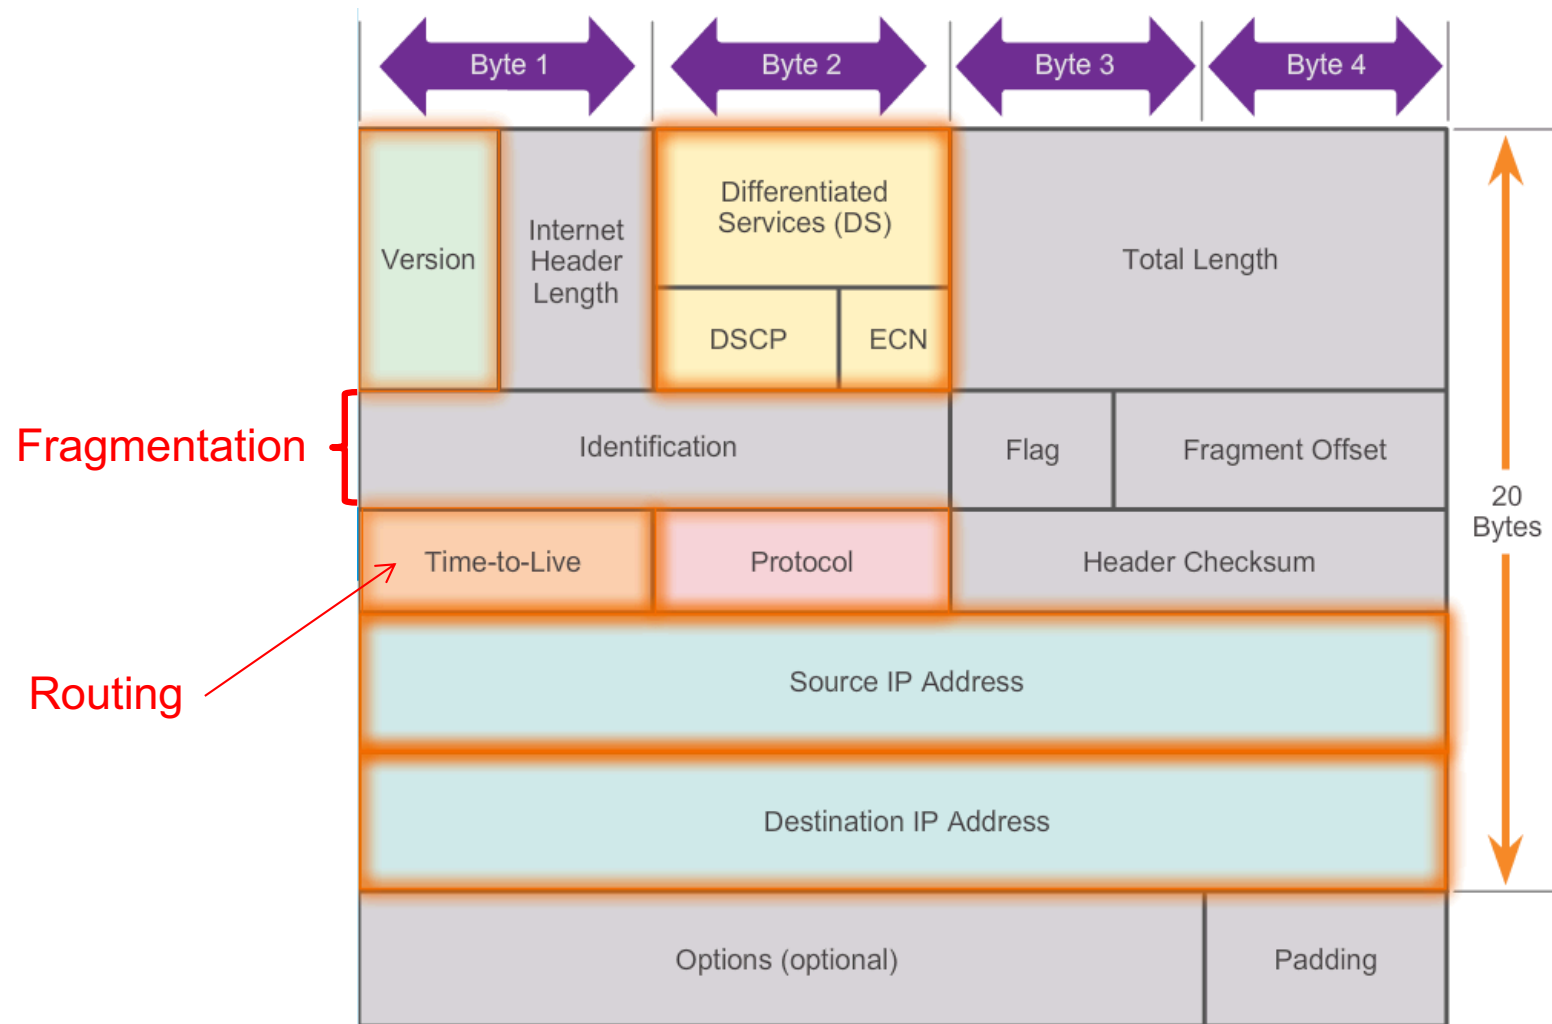 Byte 1
Byte 2
Byte 3
Byte 4
Version
Internet
Header
Length
Differentiated
Services (DS)
DSCP
ECN
Total Length
Fragmentation
Identification
Flag
Fragment Offset
20
Bytes
Time-to-Live
Protocol
Header Checksum
Routing
Source IP Address
Destination IP Address
Options (optional)
Padding